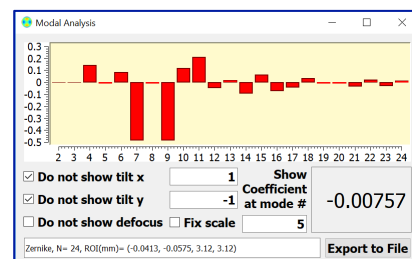 Modal Analysis
0.3
0.2
0.1
0
-0.1
-0.2
-0.3
-0.4
-0.5
2 3 4 5 6 7 8 9 10 11 12 13 14 15 16 17 18 19 20 21 22 23 24
Do not show tilt x 1
Do not show tilt y -1
Do not show defocus Fix scale
Show
Coefficient
at mode #
5
-0.00757
Zernike, N= 24, ROI(mm)= (-0.0413, -0.0575, 3.12, 3.12)
Export to File